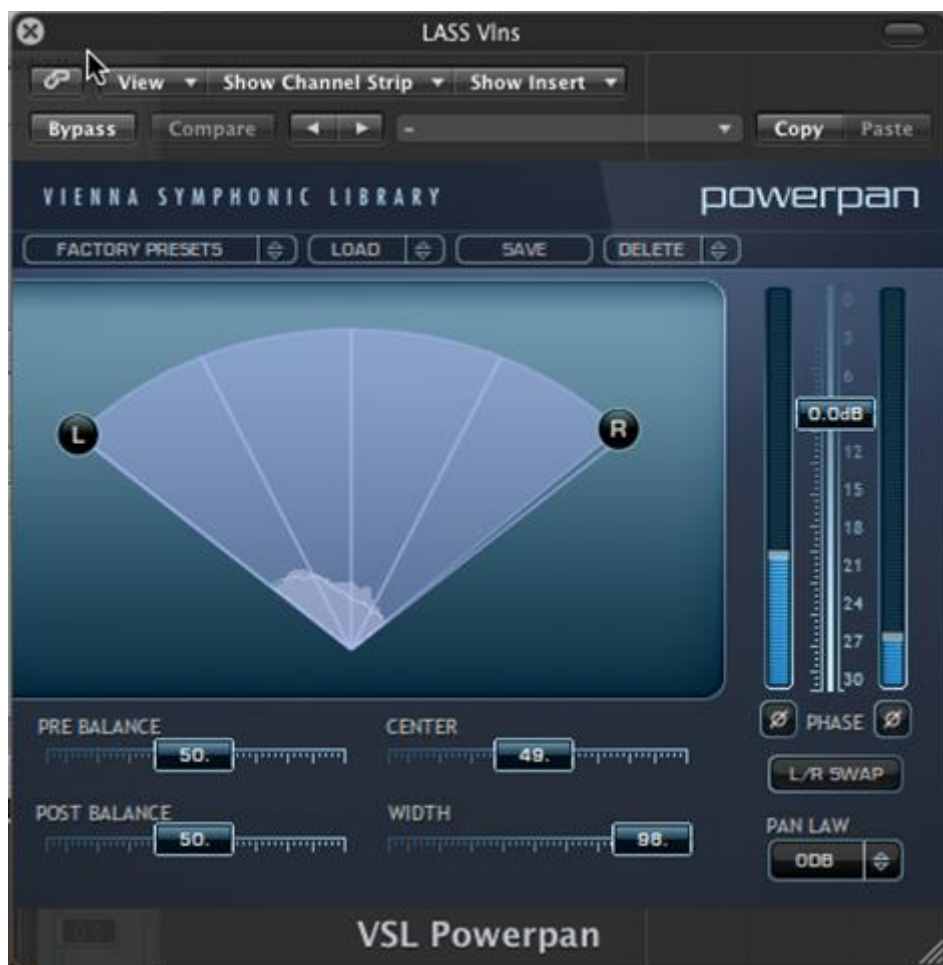 LASS Vlns
View Show Channel Strip Show Insert
Bypass Compare - Copy Paste
VIENNA SYMPHONIC LIBRARY powerpan
FACTORY PRESETS LOAD SAVE DELETE
L R
0
3
6
0.0dB
12
15
18
21
24
27
30
Ø PHASE Ø
L/R SWAP
PAN LAW
0DB
PRE BALANCE CENTER
50. 49.
POST BALANCE WIDTH
50. 98.
VSL Powerpan